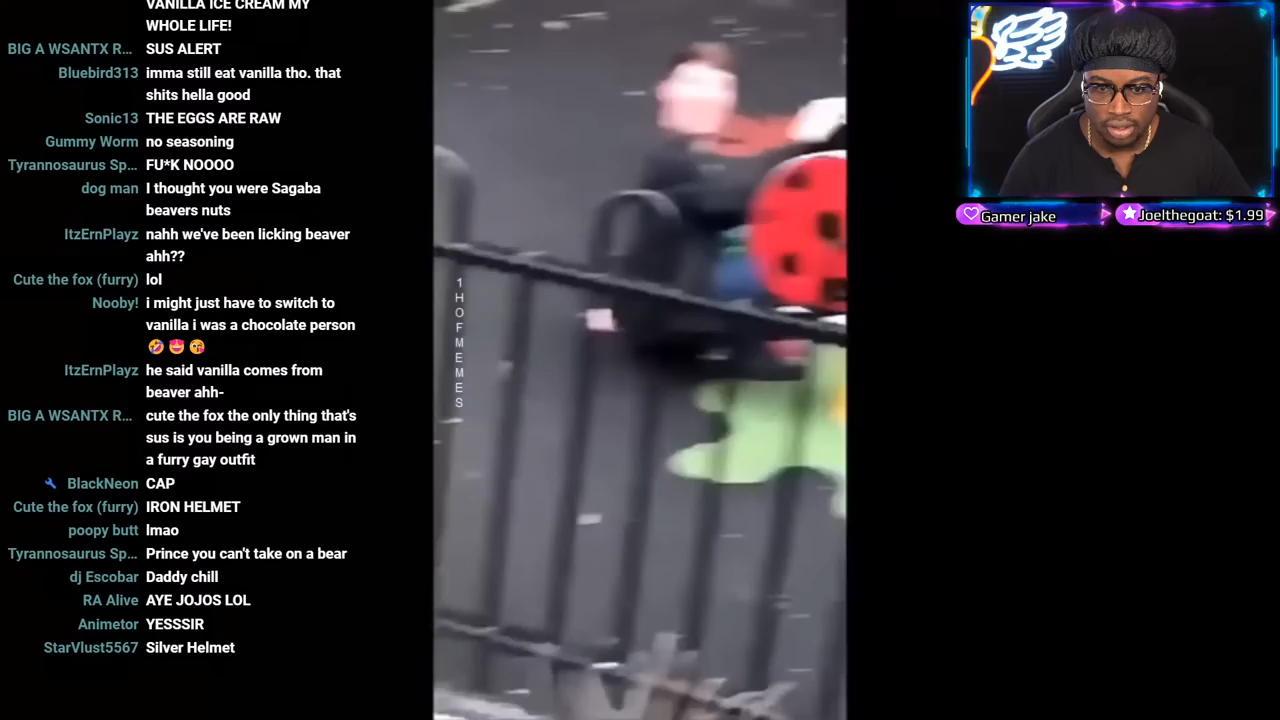 VANILLA ICE CREAM MY
WHOLE LIFE!
BIG A WSANTX R... SUS ALERT
Bluebird313 imma still eat vanilla tho. that
shits hella good
Sonic13 THE EGGS ARE RAW
Gummy Worm no seasoning
Tyrannosaurus Sp... FU*K NOOOO
dog man I thought you were Sagaba
beavers nuts
ItzErnPlayz nahh we've been licking beaver
ahh??
Cute the fox (furry) lol
Nooby! i might just have to switch to
vanilla i was a chocolate person
🤣 🤩 😘
ItzErnPlayz he said vanilla comes from
beaver ahh-
BIG A WSANTX R... cute the fox the only thing that's
sus is you being a grown man in
a furry gay outfit
BlackNeon CAP
Cute the fox (furry) IRON HELMET
poopy butt lmao
Tyrannosaurus Sp... Prince you can't take on a bear
dj Escobar Daddy chill
RA Alive AYE JOJOS LOL
Animetor YESSSIR
StarVlust5567 Silver Helmet
1HOFMEMES
Gamer jake
Joelthegoat: $1.99